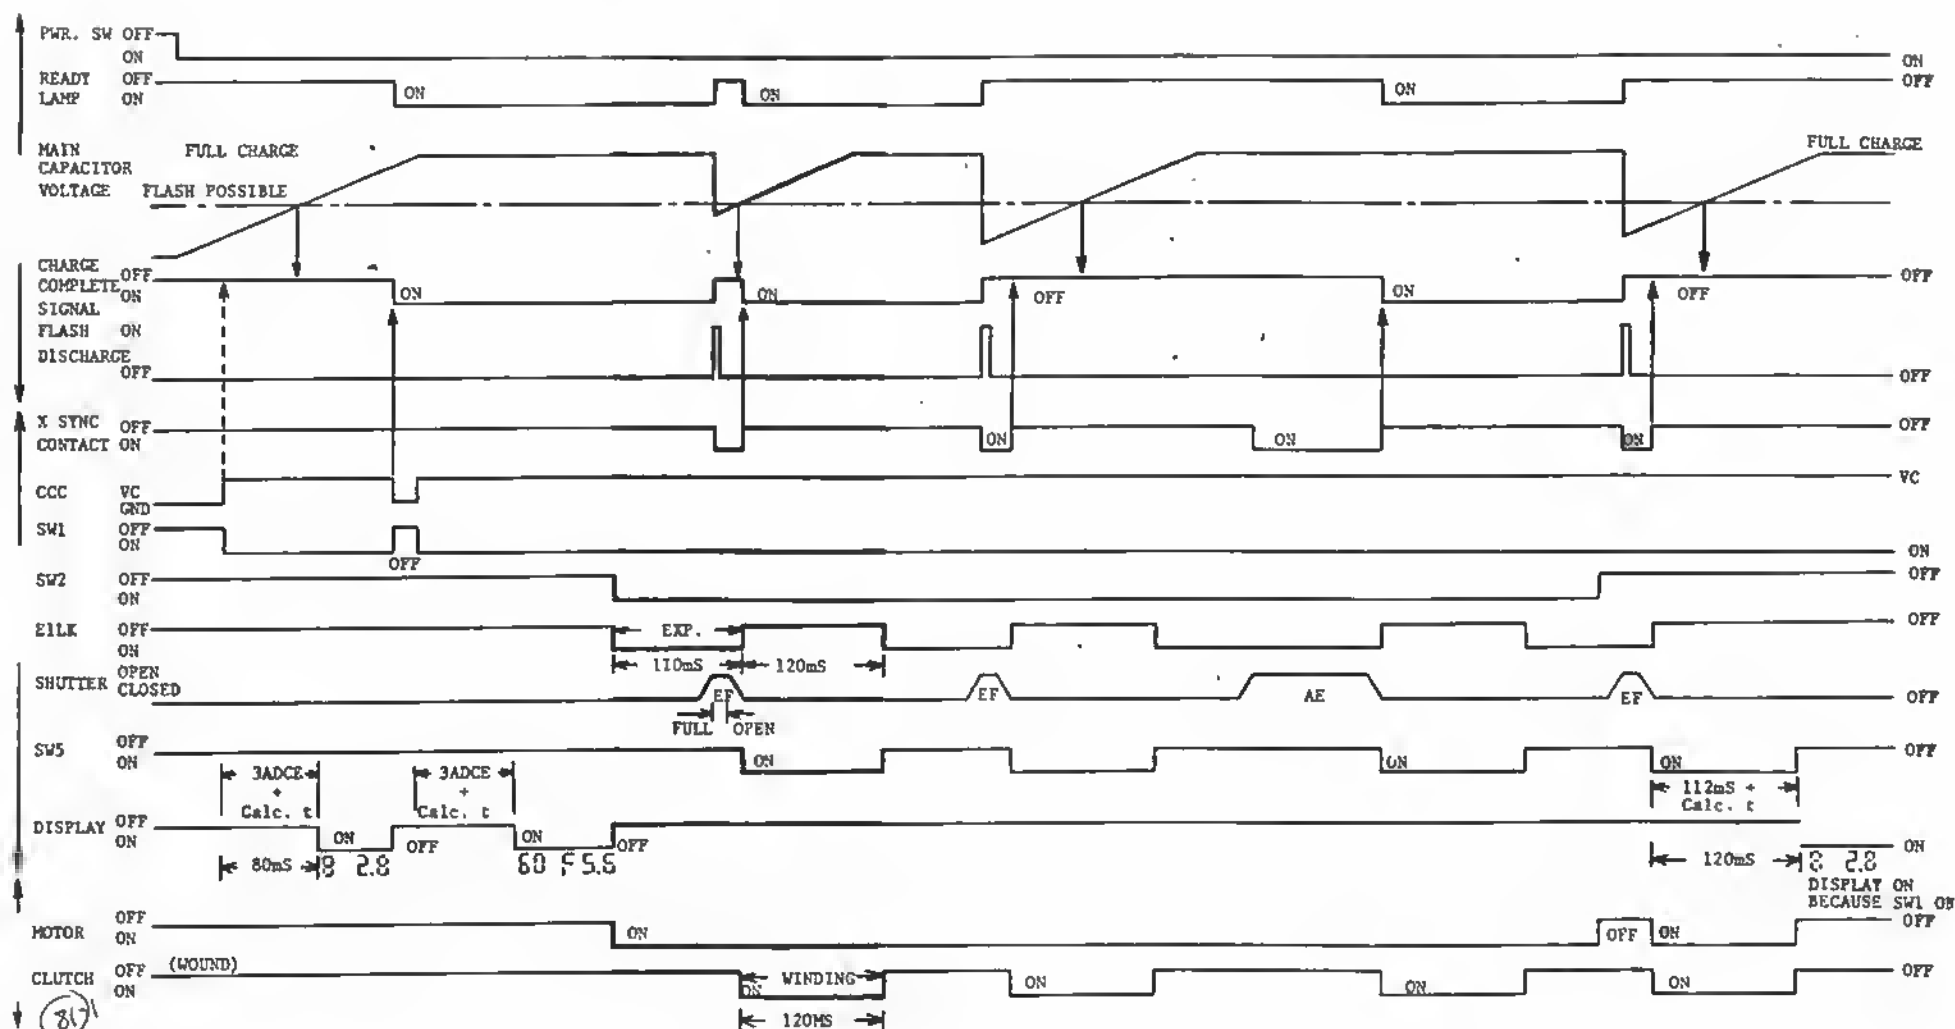 PWR. SW OFF
ON
ON
READY OFF
LAMP ON
ON
ON
ON
OFF
MAIN
CAPACITOR
VOLTAGE
FULL CHARGE
FULL CHARGE
FLASH POSSIBLE
CHARGE
COMPLETE OFF
SIGNAL ON
ON
ON
OFF
ON
OFF
OFF
FLASH ON
DISCHARGE
OFF
OFF
X SYNC OFF
CONTACT ON
ON
ON
ON
OFF
CCC VC
GND
VC
SW1 OFF
ON
OFF
ON
SW2 OFF
ON
OFF
E1LK OFF
ON
EXP.
110mS
120mS
OFF
SHUTTER OPEN
CLOSED
EF
EF
AE
EF
OFF
FULL OPEN
SW5 OFF
ON
ON
ON
ON
OFF
3ADCE
+
Calc. t
3ADCE
+
Calc. t
112mS +
Calc. t
DISPLAY OFF
ON
ON
OFF
ON
OFF
ON
80mS
8 2.8
60 F 5.6
120mS
8 2.8
DISPLAY ON
BECAUSE SW1 ON
MOTOR OFF
ON
ON
OFF
ON
OFF
CLUTCH OFF
ON
(WOUND)
WINDING
ON
ON
ON
ON
OFF
120MS